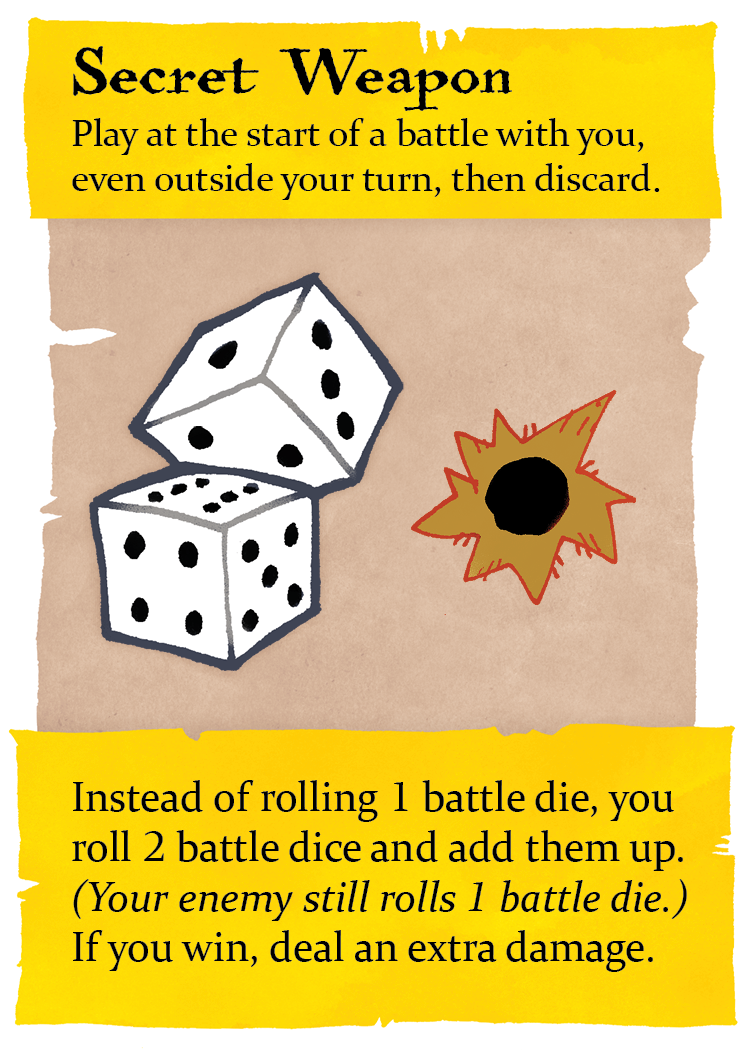 Secret Weapon
Play at the start of a battle with you,
even outside your turn, then discard.
Instead of rolling 1 battle die, you
roll 2 battle dice and add them up.
(Your enemy still rolls 1 battle die.)
If you win, deal an extra damage.